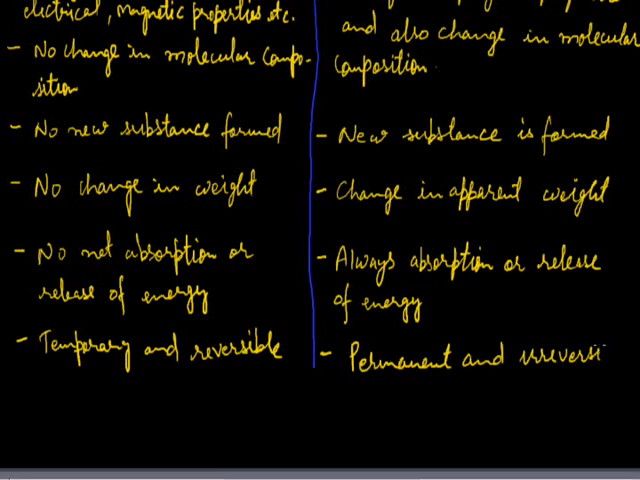 electrical, magnetic properties etc.
- No change in molecular compo-
sition
- No new substance formed
- No change in weight
- No net absorption or
release of energy
- Temporary and reversible
and also change in molecular
composition.
- New substance is formed
- Change in apparent weight
- Always absorption or release
of energy
- Permanent and irreversi